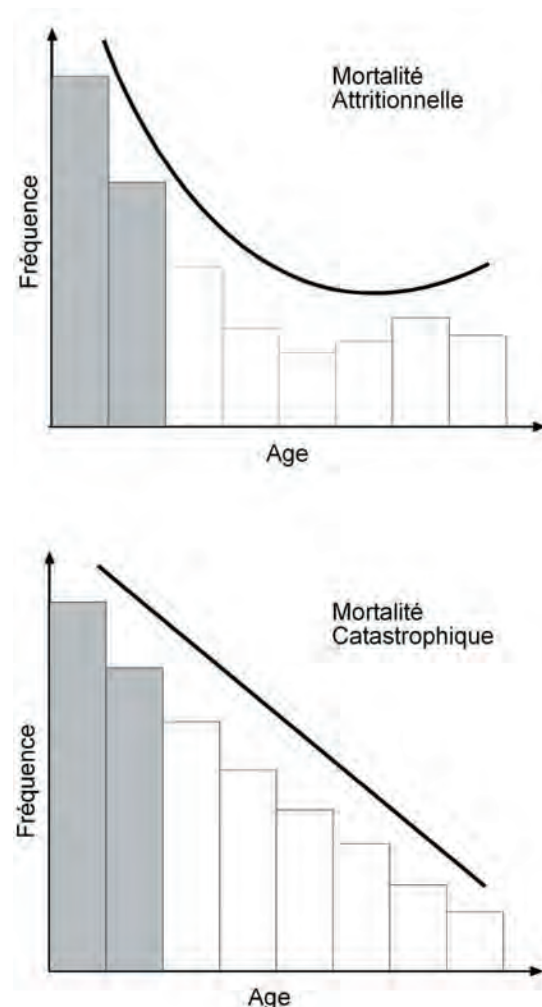 Mortalité
Attritionnelle
Fréquence
Age
Mortalité
Catastrophique
Fréquence
Age